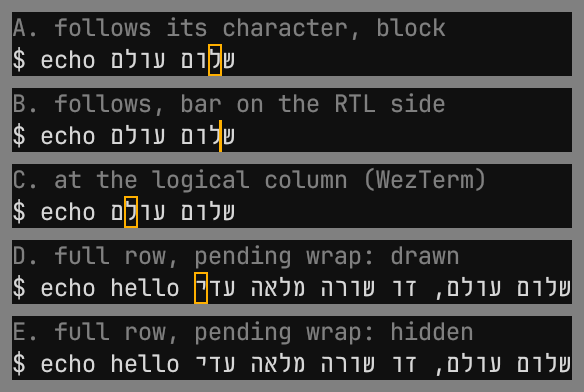 A. follows its character, block
$ echo שלום עולם
B. follows, bar on the RTL side
$ echo שלום עולם
C. at the logical column (WezTerm)
$ echo שלום עולם
D. full row, pending wrap: drawn
$ echo hello שלום עולם, זו שורה מלאה עדי
E. full row, pending wrap: hidden
$ echo hello שלום עולם, זו שורה מלאה עדי